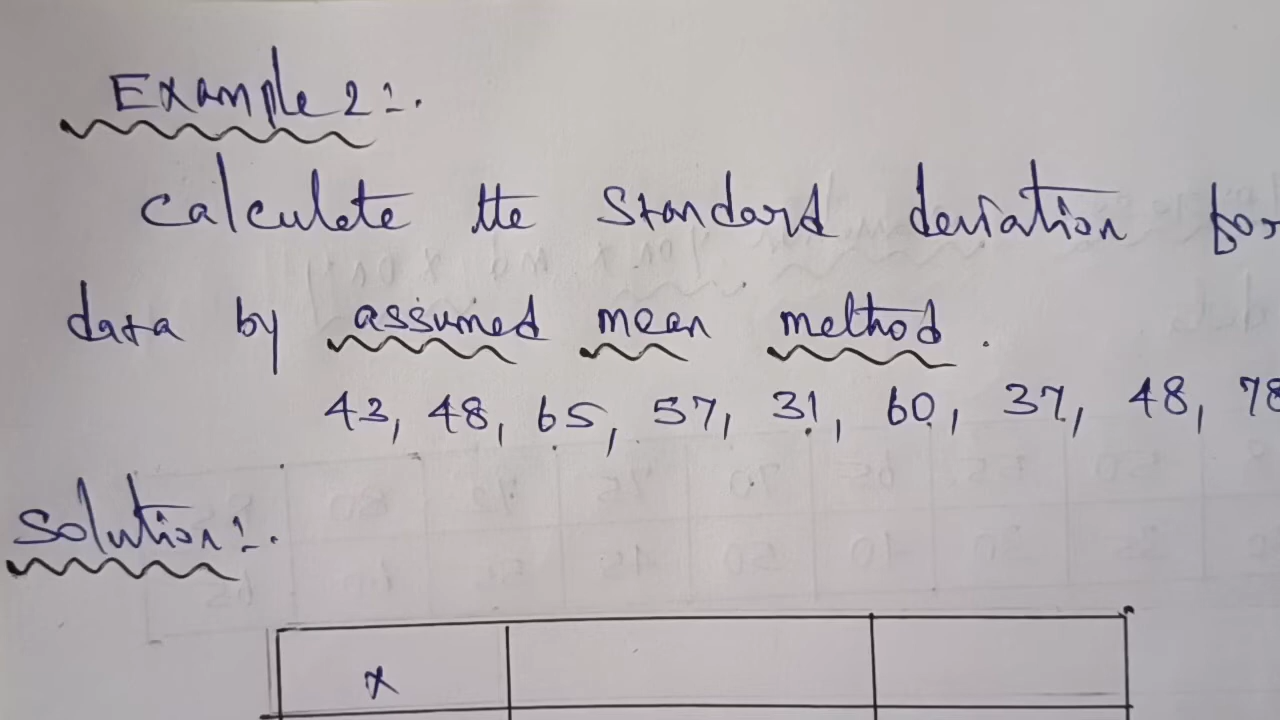 Example 2:-
Calculate the standard deviation for
data by assumed mean method.
43, 48, 65, 57, 31, 60, 37, 48, 78
Solution:-
x